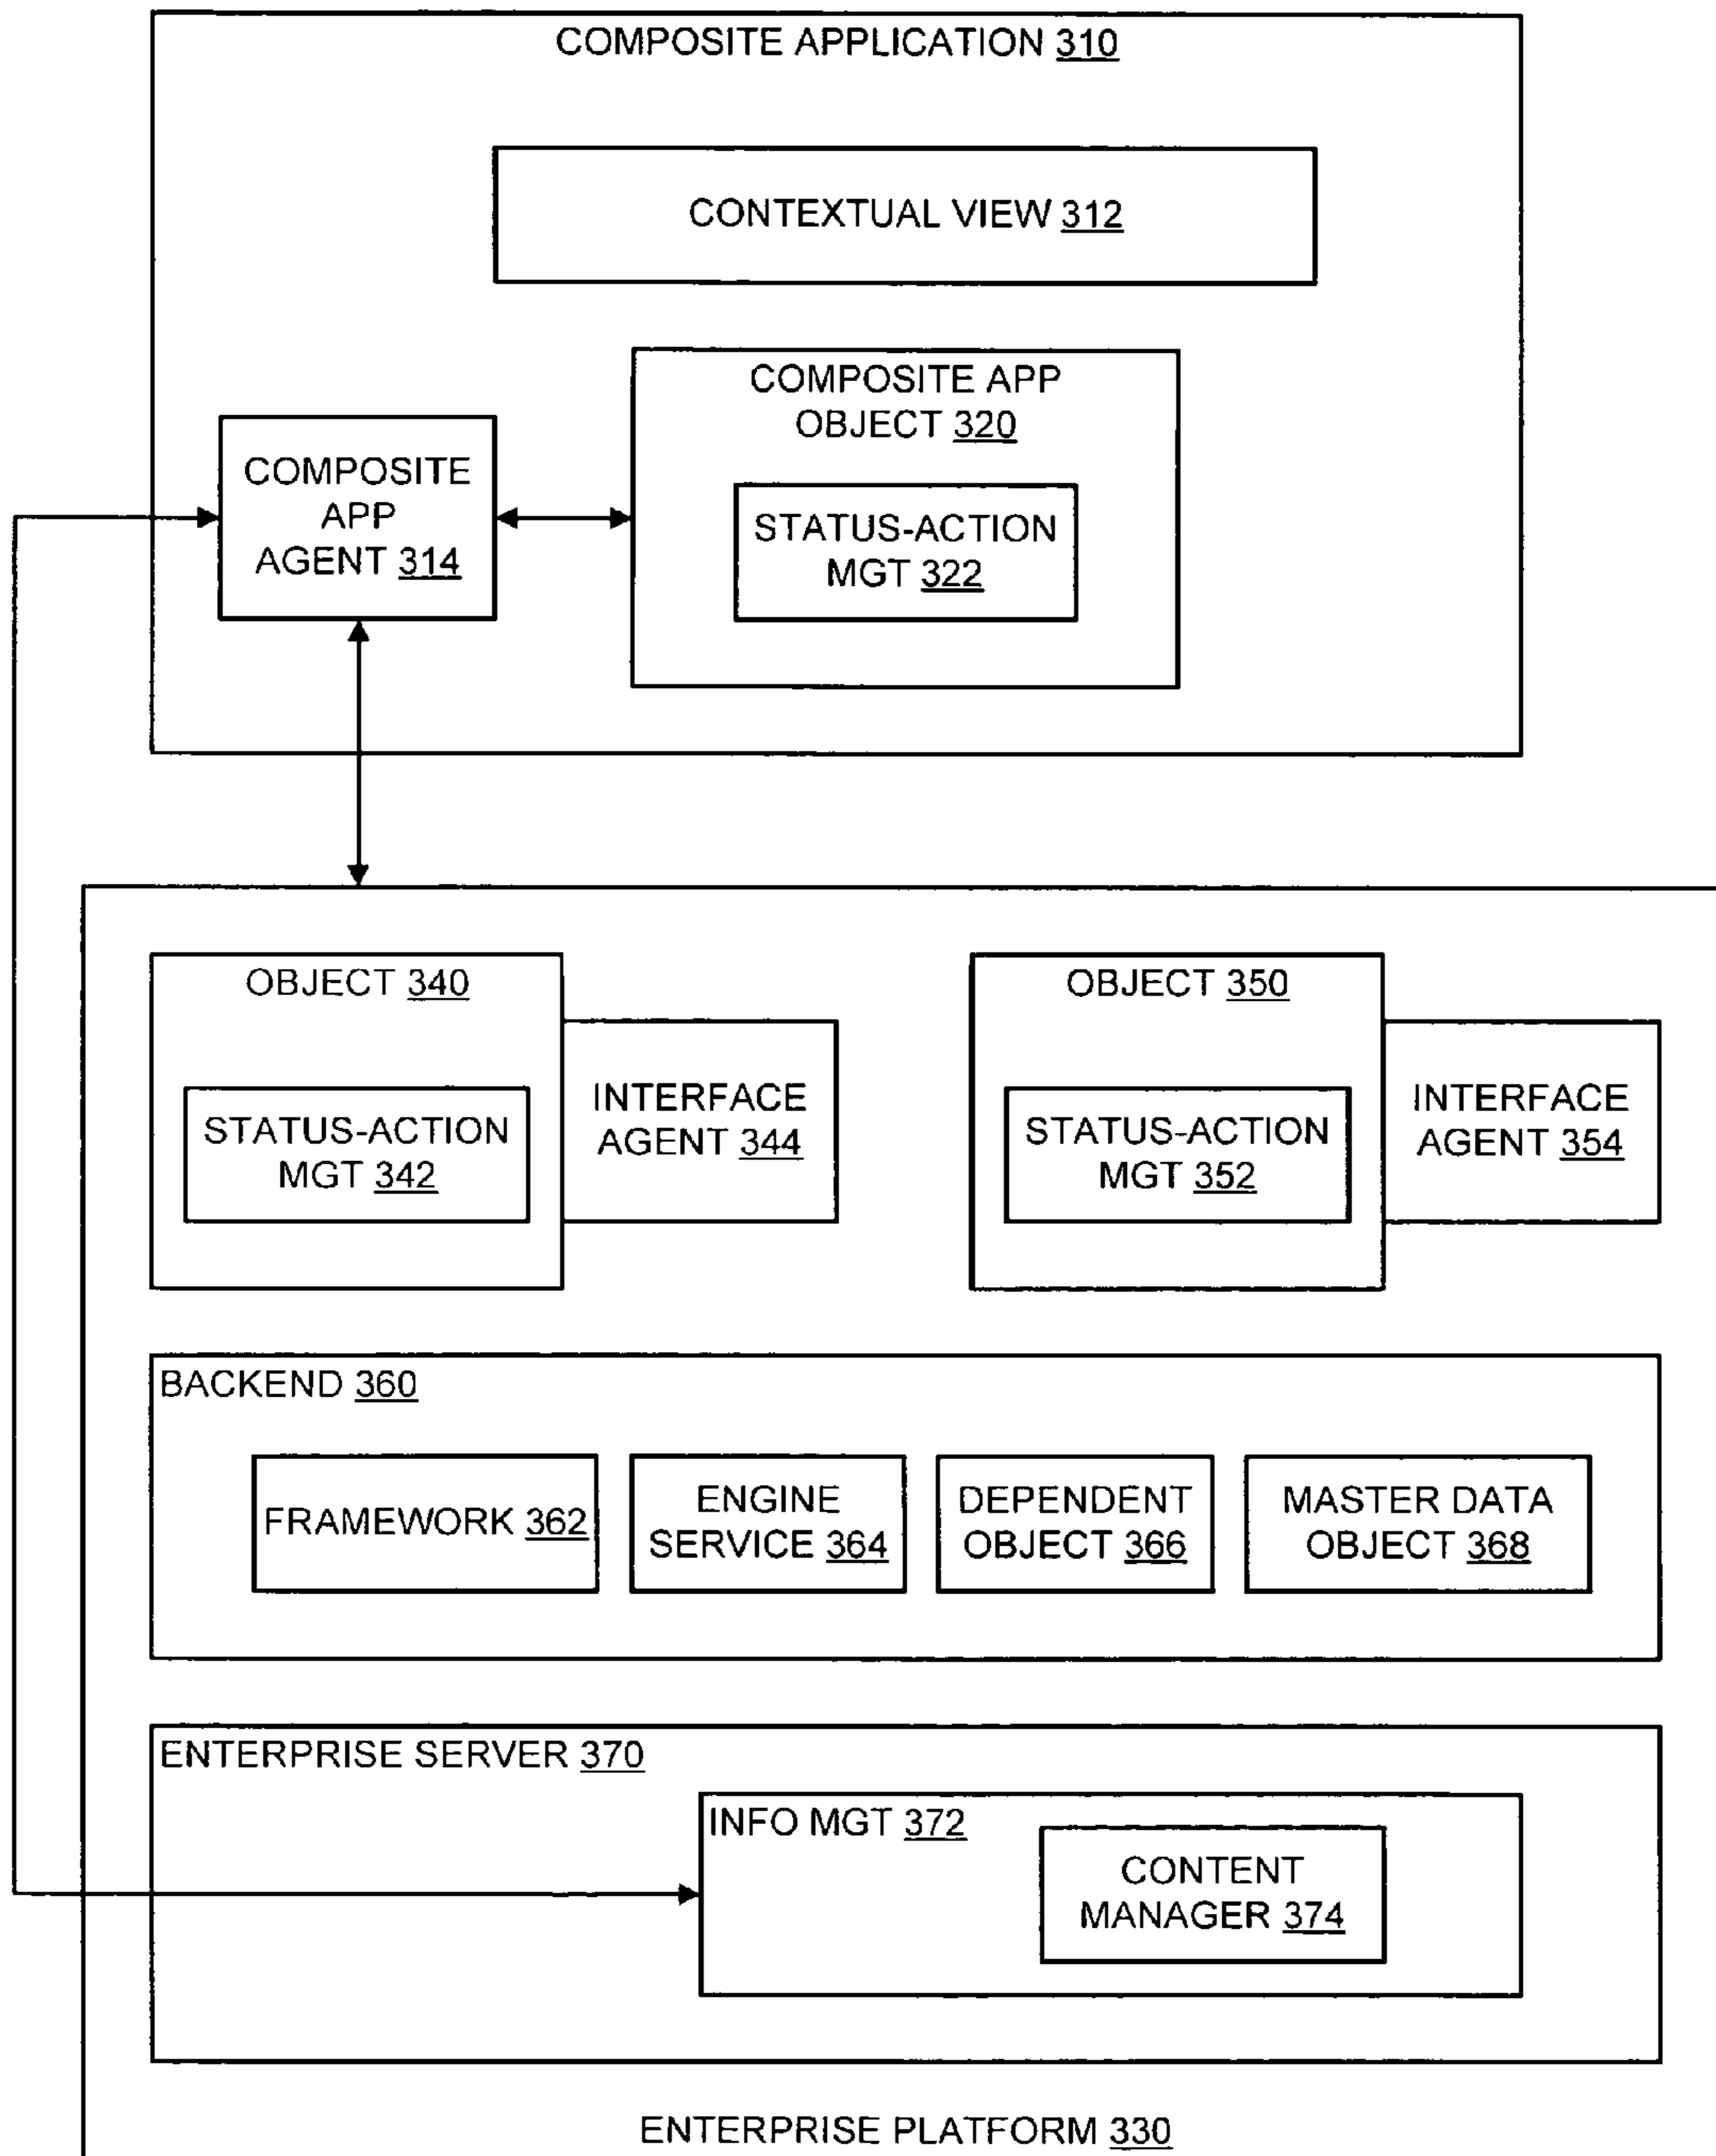 COMPOSITE APPLICATION 310
CONTEXTUAL VIEW 312
COMPOSITE APP
OBJECT 320
COMPOSITE
APP
AGENT 314
STATUS-ACTION
MGT 322
OBJECT 340
STATUS-ACTION
MGT 342
INTERFACE
AGENT 344
OBJECT 350
STATUS-ACTION
MGT 352
INTERFACE
AGENT 354
BACKEND 360
FRAMEWORK 362
ENGINE
SERVICE 364
DEPENDENT
OBJECT 366
MASTER DATA
OBJECT 368
ENTERPRISE SERVER 370
INFO MGT 372
CONTENT
MANAGER 374
ENTERPRISE PLATFORM 330